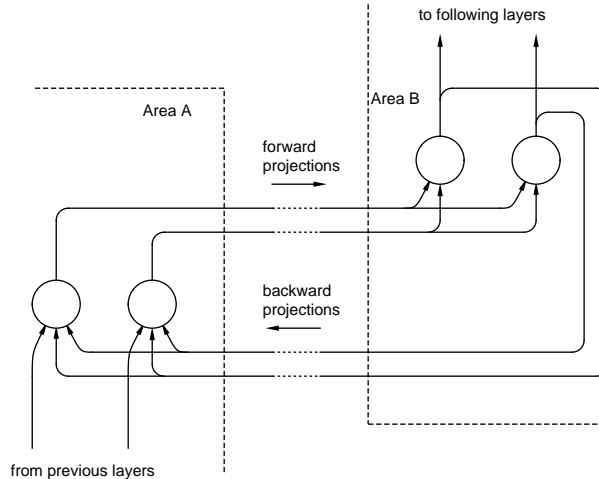 to following layers
Area A
Area B
forward
projections
backward
projections
from previous layers